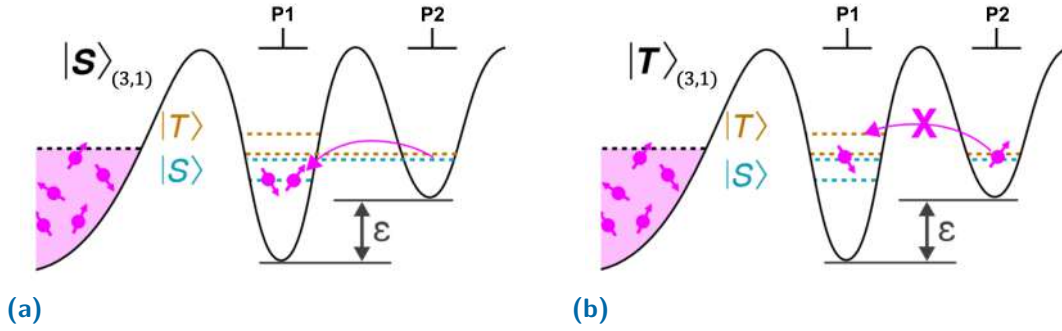 P1 P2
|S⟩(3,1)
|T⟩
|S⟩
ε
(a)
P1 P2
|T⟩(3,1)
|T⟩
|S⟩
X
ε
(b)